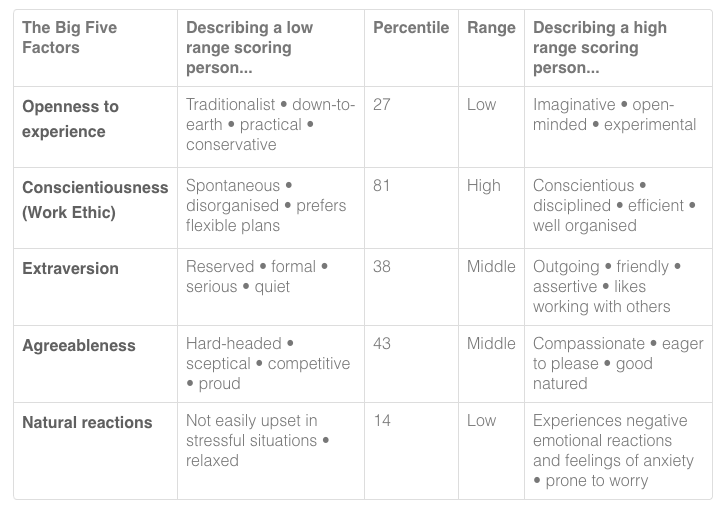 The Big Five Factors | Describing a low range scoring person... | Percentile | Range | Describing a high range scoring person...
Openness to experience | Traditionalist • down-to-earth • practical • conservative | 27 | Low | Imaginative • open-minded • experimental
Conscientiousness (Work Ethic) | Spontaneous • disorganised • prefers flexible plans | 81 | High | Conscientious • disciplined • efficient • well organised
Extraversion | Reserved • formal • serious • quiet | 38 | Middle | Outgoing • friendly • assertive • likes working with others
Agreeableness | Hard-headed • sceptical • competitive • proud | 43 | Middle | Compassionate • eager to please • good natured
Natural reactions | Not easily upset in stressful situations • relaxed | 14 | Low | Experiences negative emotional reactions and feelings of anxiety • prone to worry